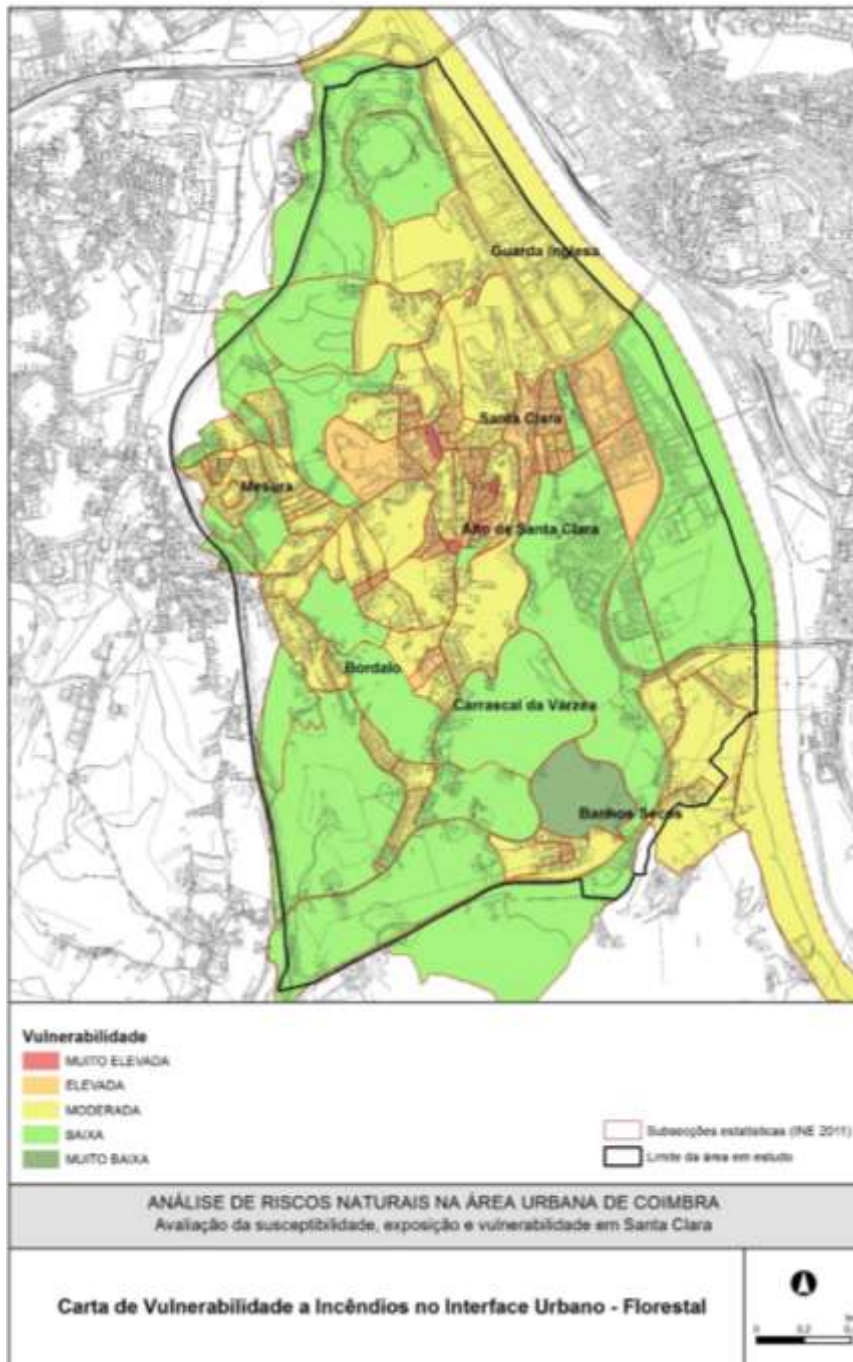 Guarda Inglesa
Santa Clara
Mesura
Alto de Santa Clara
Bordalo
Carrascal da Várzea
Banhos Secos
Vulnerabilidade
MUITO ELEVADA
ELEVADA
MODERADA
BAIXA
MUITO BAIXA
Subsecções estatísticas (INE 2011)
Limite da área em estudo
ANÁLISE DE RISCOS NATURAIS NA ÁREA URBANA DE COIMBRA
Avaliação da susceptibilidade, exposição e vulnerabilidade em Santa Clara
Carta de Vulnerabilidade a Incêndios no Interface Urbano - Florestal
0 0,2